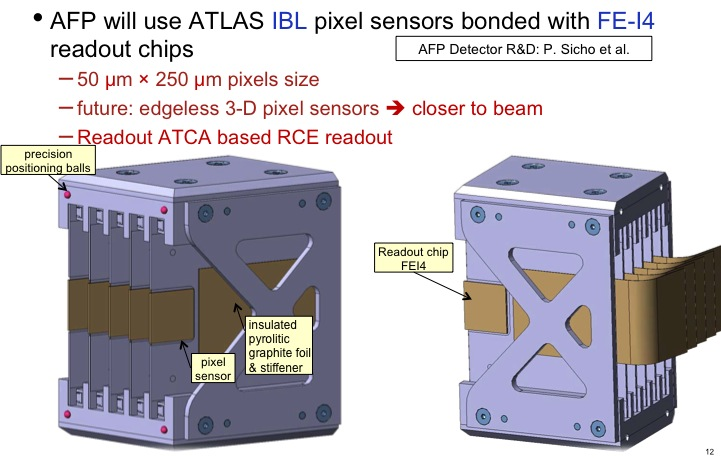 • AFP will use ATLAS IBL pixel sensors bonded with FE-I4
readout chips
AFP Detector R&D: P. Sicho et al.
– 50 µm × 250 µm pixels size
– future: edgeless 3-D pixel sensors ➔ closer to beam
– Readout ATCA based RCE readout
precision
positioning balls
Readout chip
FEI4
insulated
pyrolitic
graphite foil
& stiffener
pixel
sensor
12